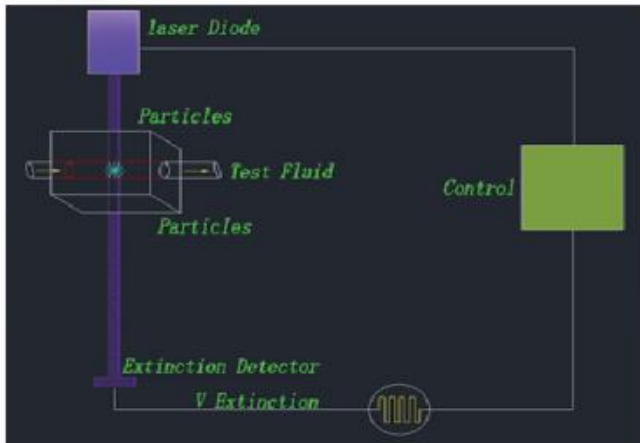 laser Diode
Particles
Test Fluid
Control
Particles
Extinction Detector
V Extinction